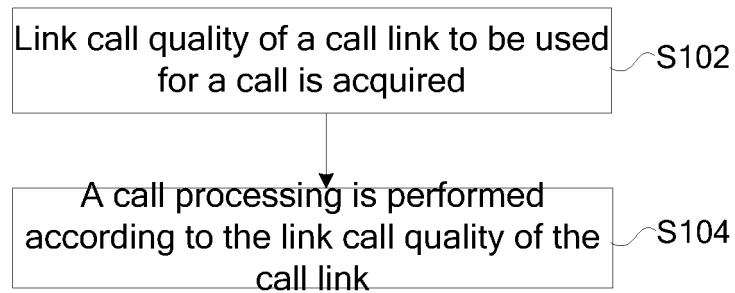 Link call quality of a call link to be used
for a call is acquired
S102
A call processing is performed
according to the link call quality of the
call link
S104